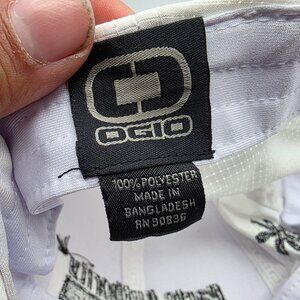 OGIO
100% POLYESTER
MADE IN
BANGLADESH
RN 90836